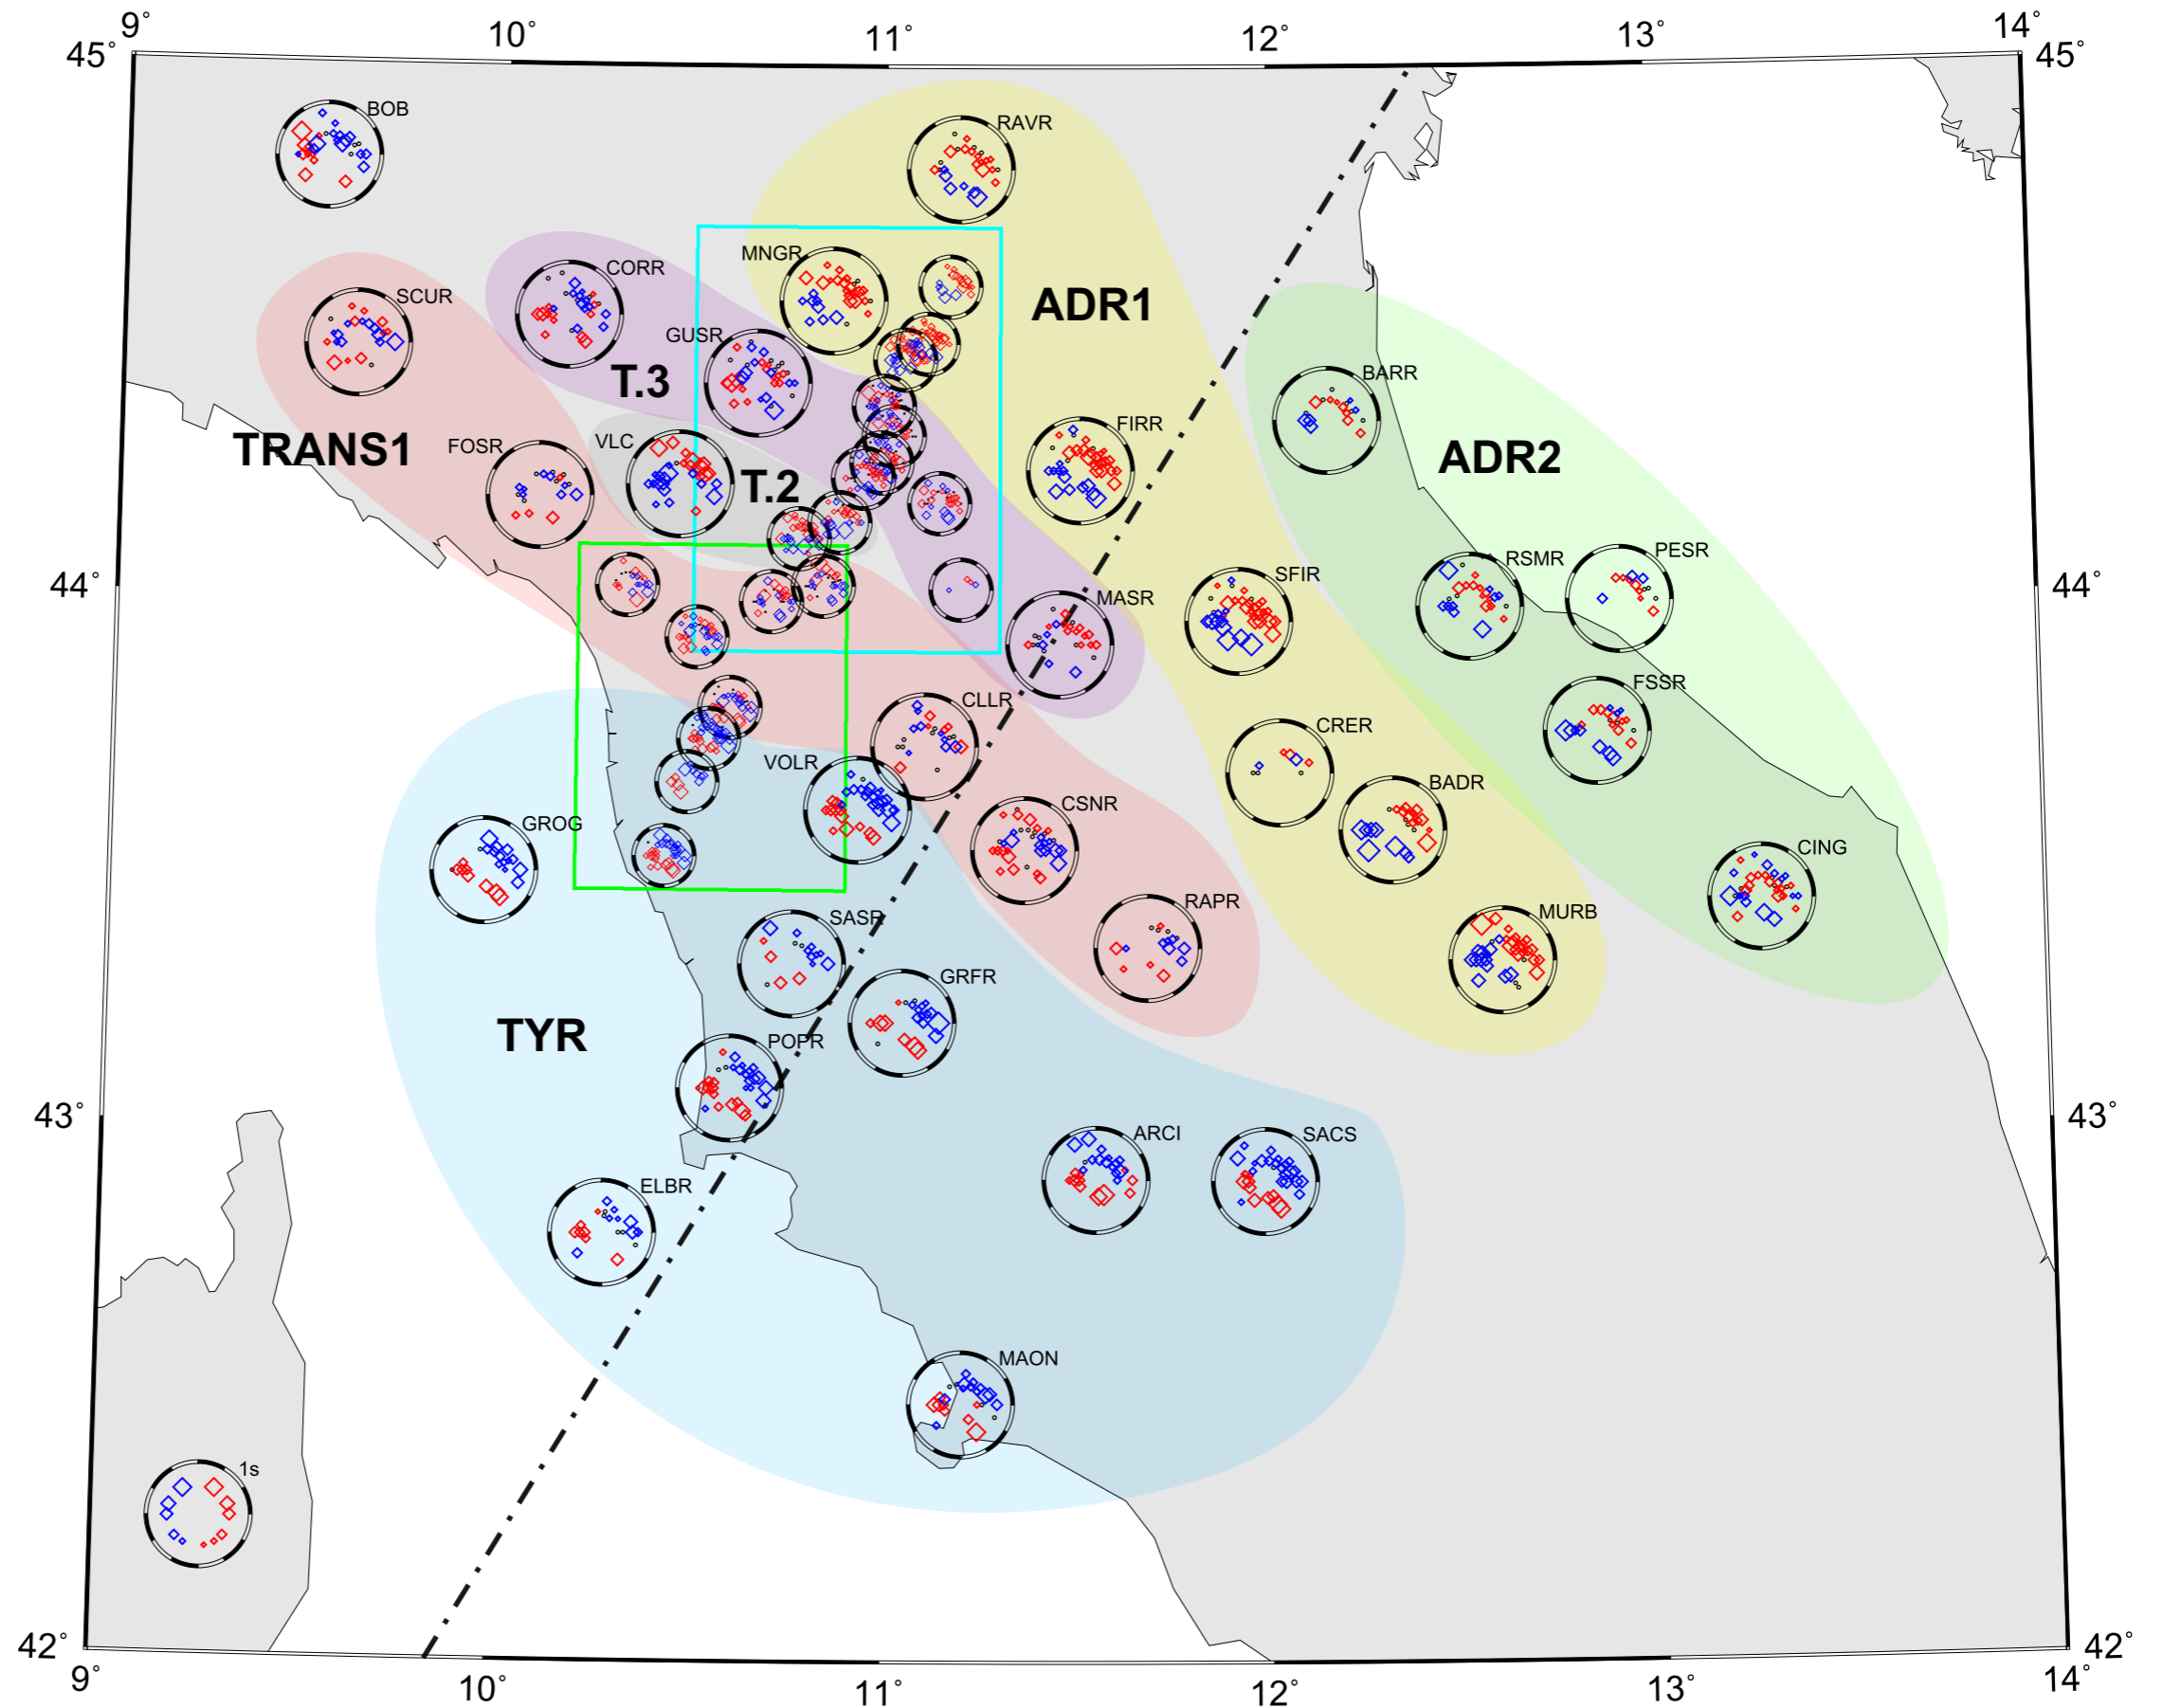 9°
10°
11°
12°
13°
14°
45°
45°
BOB
RAVR
MNGR
CORR
SCUR
ADR1
GUSR
T.3
BARR
FIRR
TRANS1
FOSR
VLC
ADR2
T.2
RSMR
PESR
SFIR
44°
44°
MASR
FSSR
CLLR
CRER
VOLR
BADR
CSNR
GROG
CING
RAPR
MURB
SASR
GRFR
TYR
POPR
43°
43°
ARCI
SACS
ELBR
MAON
1s
42°
42°
9°
10°
11°
12°
13°
14°